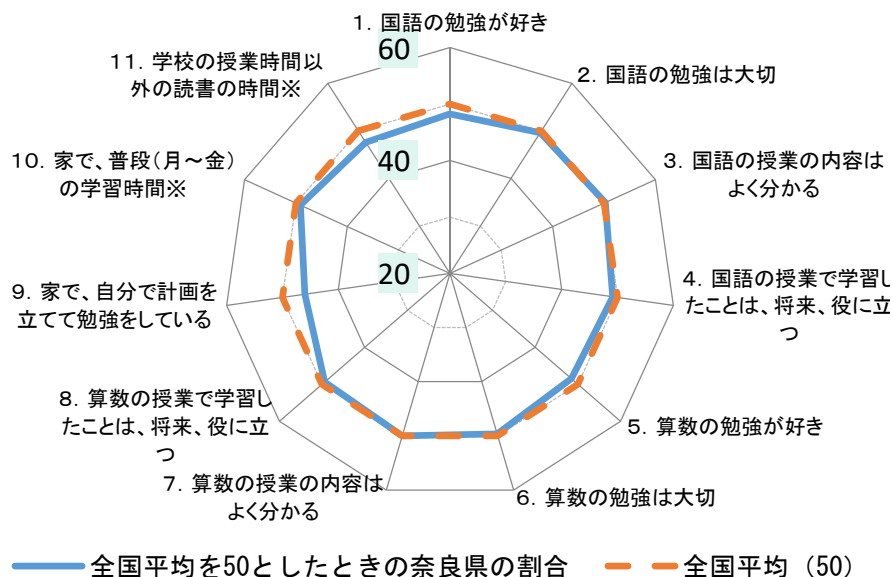 1. 国語の勉強が好き
60
2. 国語の勉強は大切
3. 国語の授業の内容は
よく分かる
4. 国語の授業で学習し
たことは、将来、役に立
つ
5. 算数の勉強が好き
6. 算数の勉強は大切
7. 算数の授業の内容は
よく分かる
8. 算数の授業で学習し
たことは、将来、役に立
つ
9. 家で、自分で計画を
立てて勉強をしている
10. 家で、普段(月～金)
の学習時間※
11. 学校の授業時間以
外の読書の時間※
40
20
全国平均を50としたときの奈良県の割合
全国平均 (50)